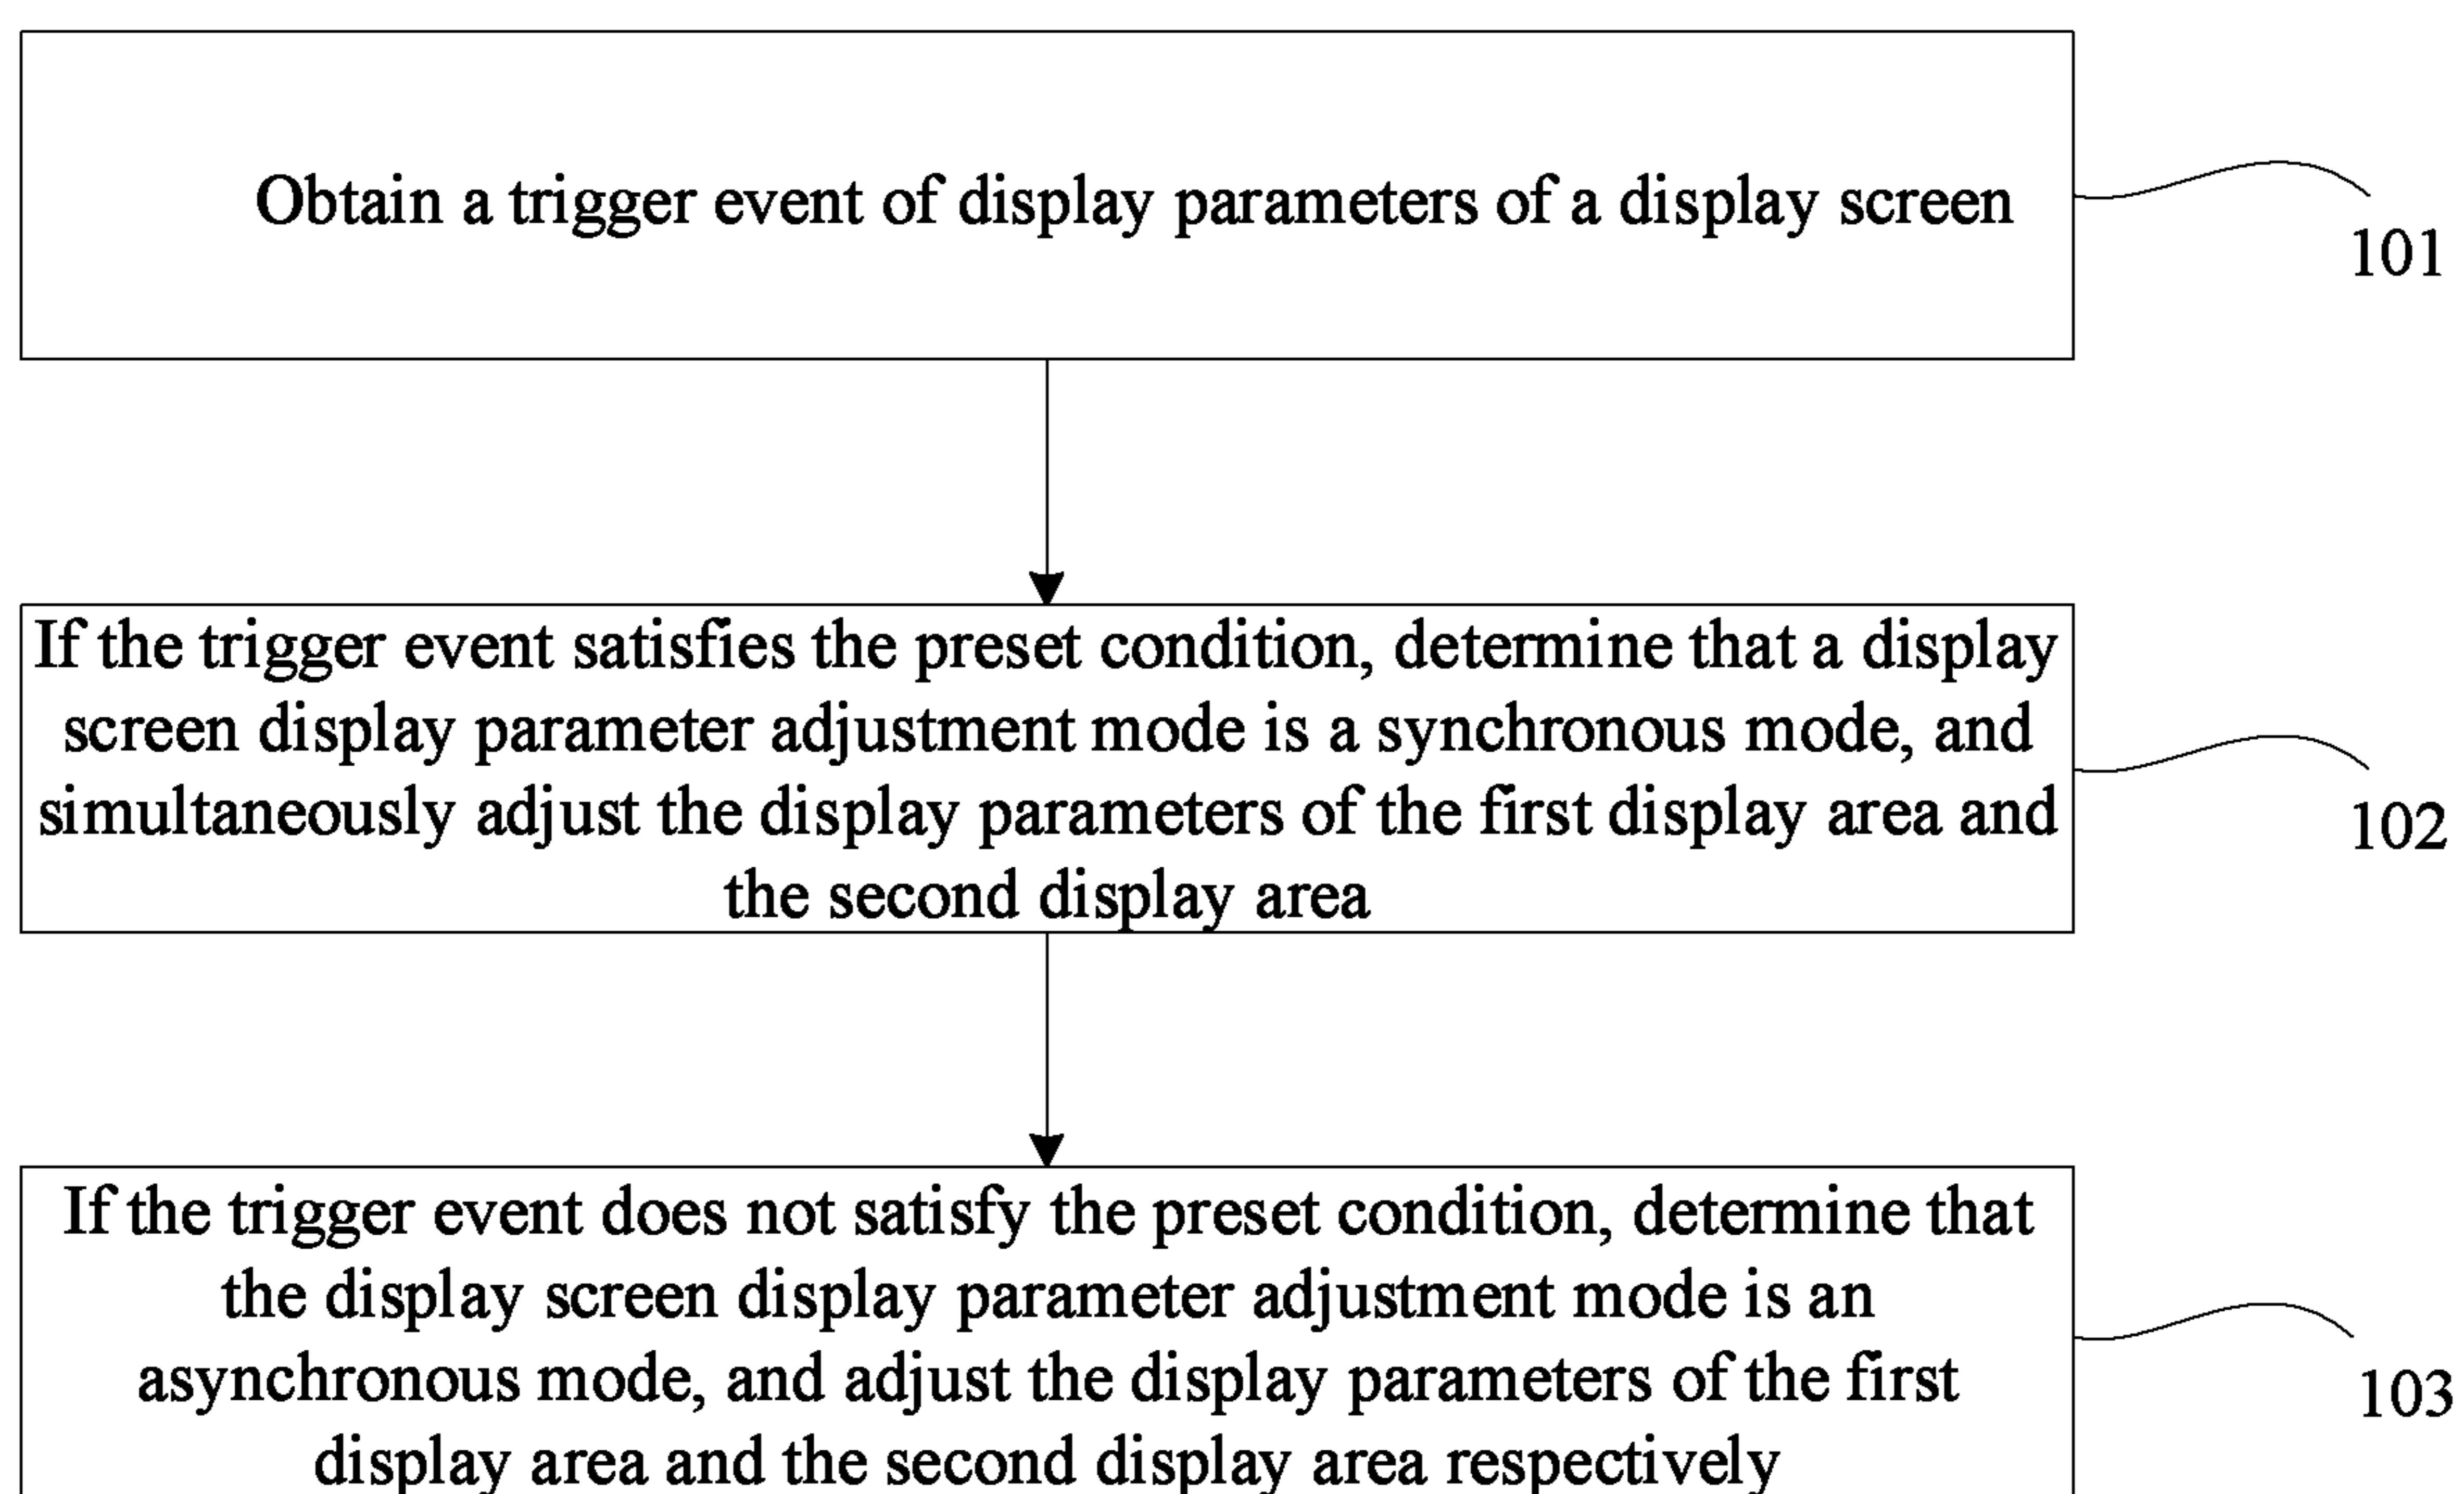 Obtain a trigger event of display parameters of a display screen
101
If the trigger event satisfies the preset condition, determine that a display
screen display parameter adjustment mode is a synchronous mode, and
simultaneously adjust the display parameters of the first display area and
the second display area
102
If the trigger event does not satisfy the preset condition, determine that
the display screen display parameter adjustment mode is an
asynchronous mode, and adjust the display parameters of the first
display area and the second display area respectively
103